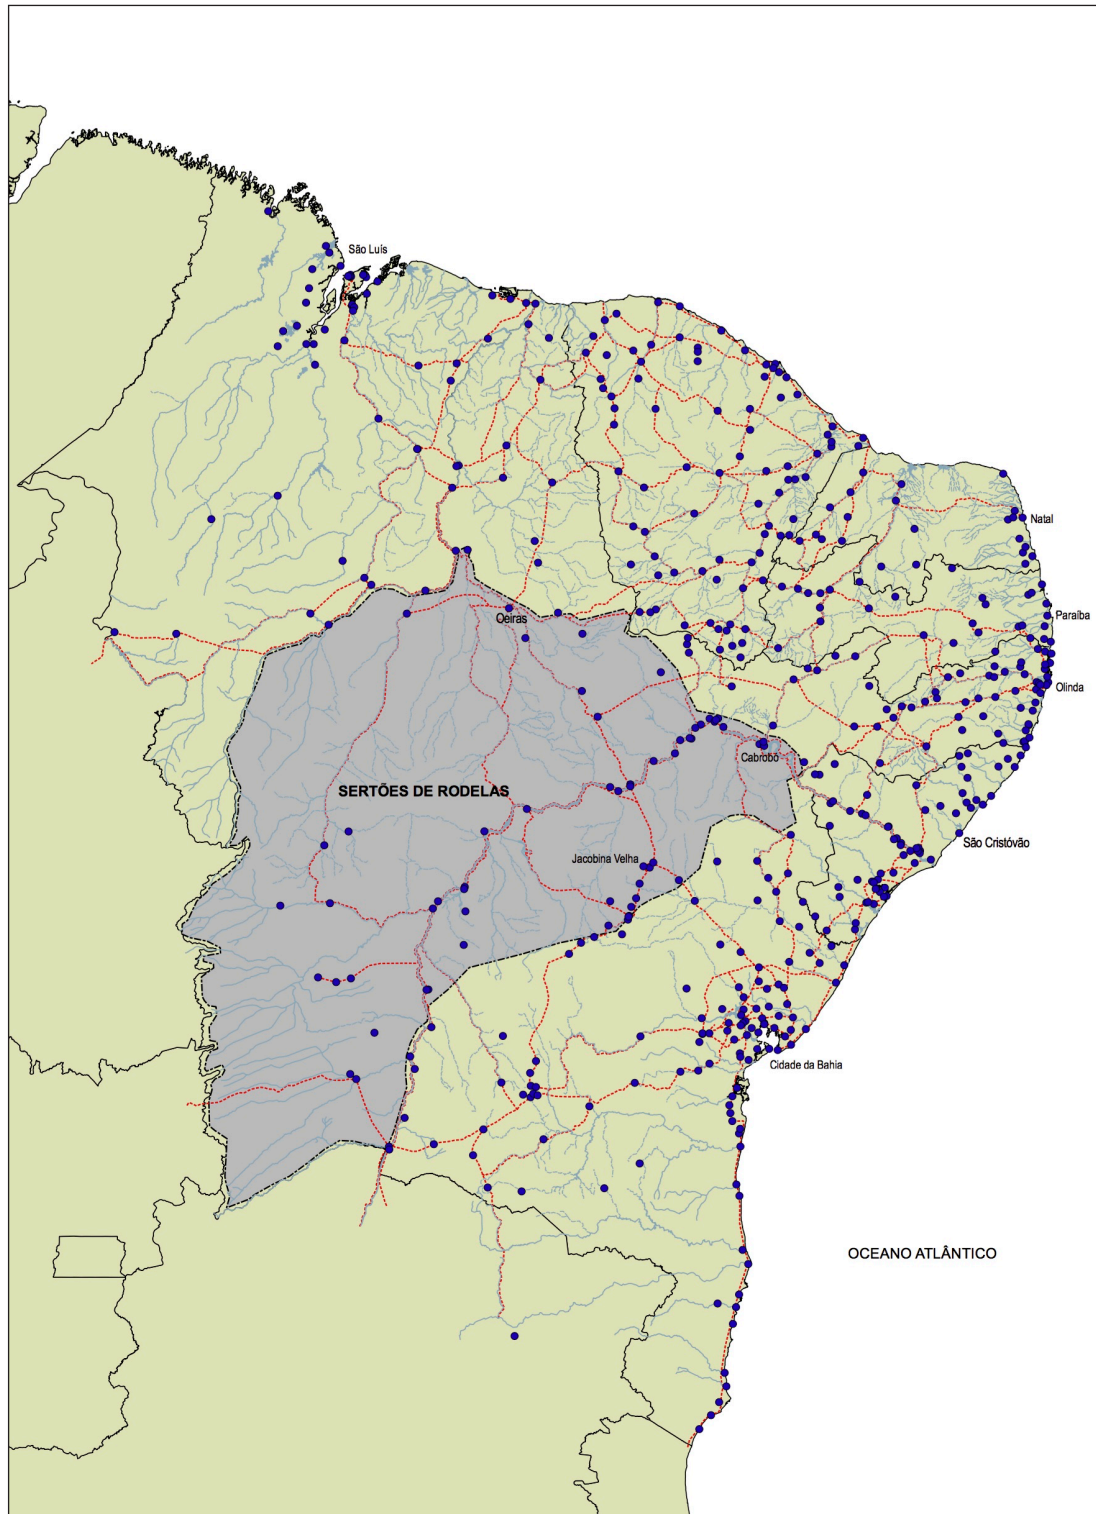 São Luís
Natal
Oeiras
Paraíba
Olinda
Cabrobó
SERTÕES DE RODELAS
São Cristóvão
Jacobina Velha
Cidade da Bahia
OCEANO ATLÂNTICO